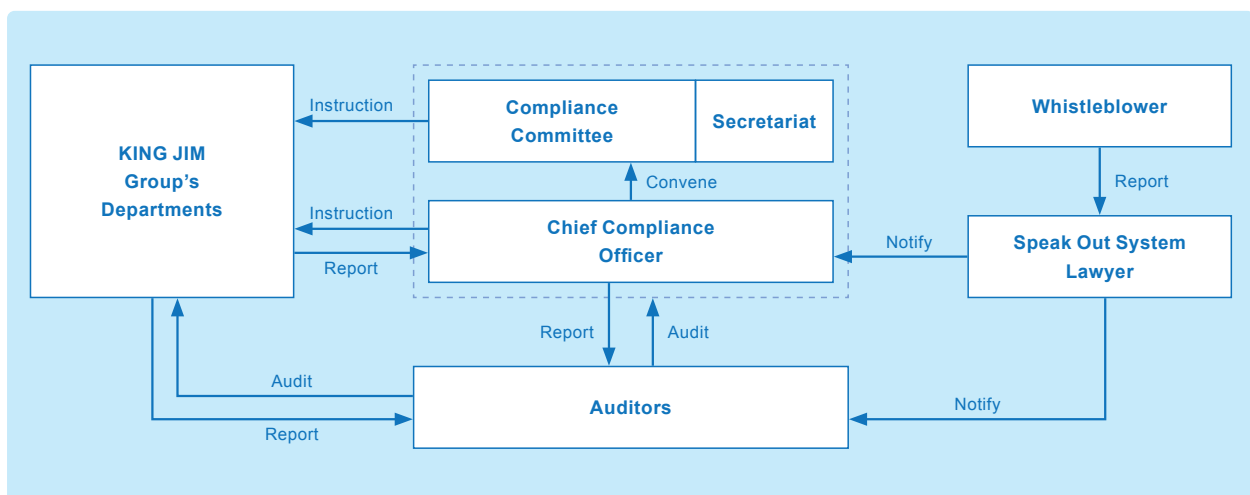 KING JIM
Group’s
Departments
Instruction
Compliance
Committee
Secretariat
Convene
Instruction
Report
Chief Compliance
Officer
Whistleblower
Report
Notify
Speak Out System
Lawyer
Report
Audit
Audit
Report
Auditors
Notify